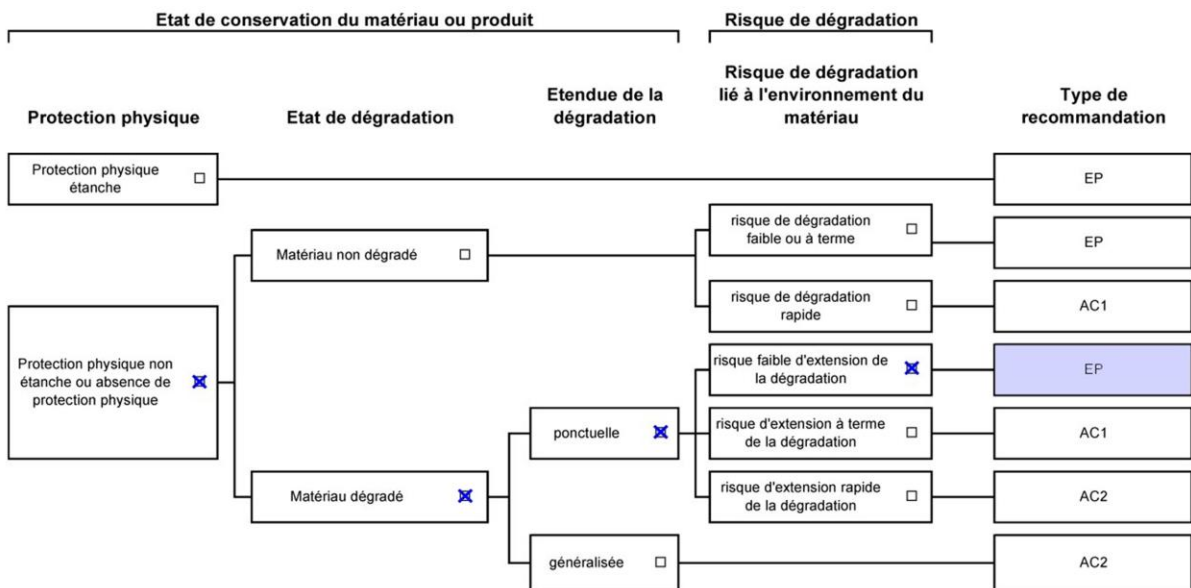 Etat de conservation du matériau ou produit
Risque de dégradation
Protection physique
Etat de dégradation
Etendue de la
dégradation
Risque de dégradation
lié à l'environnement du
matériau
Type de
recommandation
Protection physique
étanche
EP
Matériau non dégradé
risque de dégradation
faible ou à terme
EP
risque de dégradation
rapide
AC1
Protection physique non
étanche ou absence de
protection physique
risque faible d'extension de
la dégradation
EP
ponctuelle
risque d'extension à terme
de la dégradation
AC1
Matériau dégradé
risque d'extension rapide
de la dégradation
AC2
généralisée
AC2